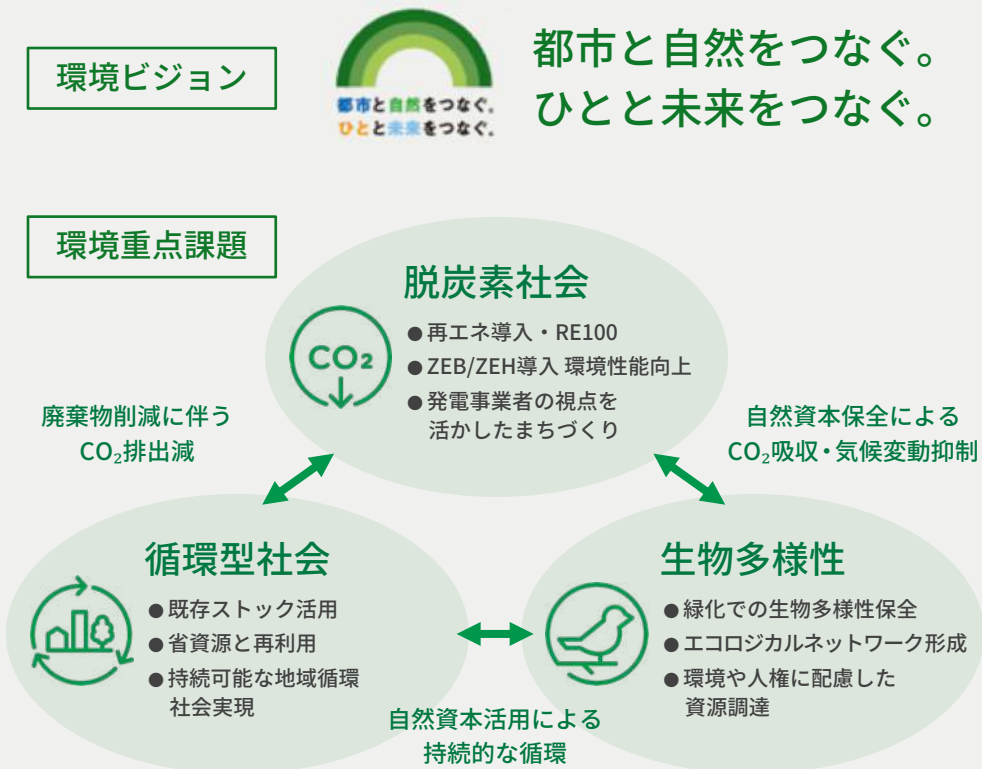 環境ビジョン
都市と自然をつなぐ。
ひとと未来をつなぐ。
都市と自然をつなぐ。
ひとと未来をつなぐ。
環境重点課題
脱炭素社会
CO₂
●再エネ導入・RE100
●ZEB/ZEH導入 環境性能向上
●発電事業者の視点を
活かしたまちづくり
廃棄物削減に伴う
CO₂排出減
自然資本保全による
CO₂吸収・気候変動抑制
循環型社会
●既存ストック活用
●省資源と再利用
●持続可能な地域循環
社会実現
生物多様性
●緑化での生物多様性保全
●エコロジカルネットワーク形成
●環境や人権に配慮した
資源調達
自然資本活用による
持続的な循環